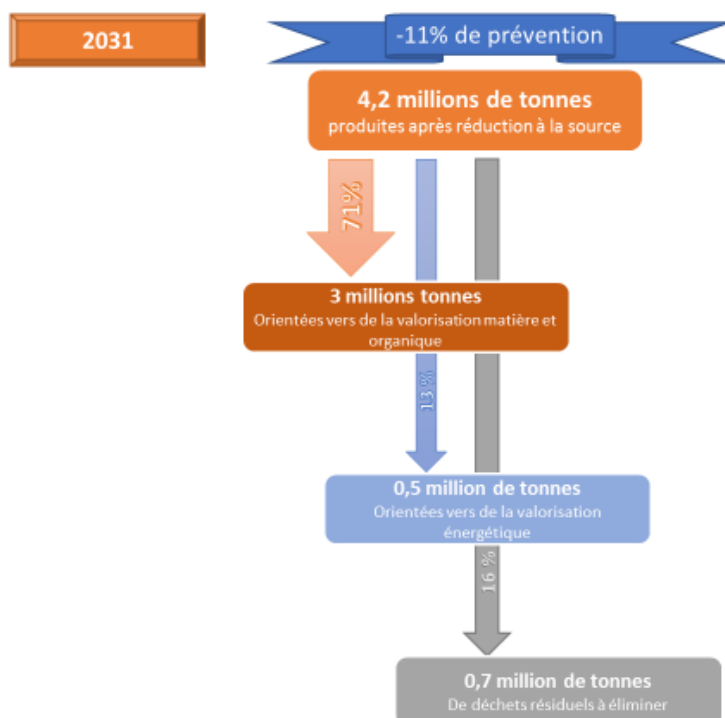 2031
-11% de prévention
4,2 millions de tonnes
produites après réduction à la source
71%
3 millions tonnes
Orientées vers de la valorisation matière et
organique
13 %
0,5 million de tonnes
Orientées vers de la valorisation
énergétique
16 %
0,7 million de tonnes
De déchets résiduels à éliminer